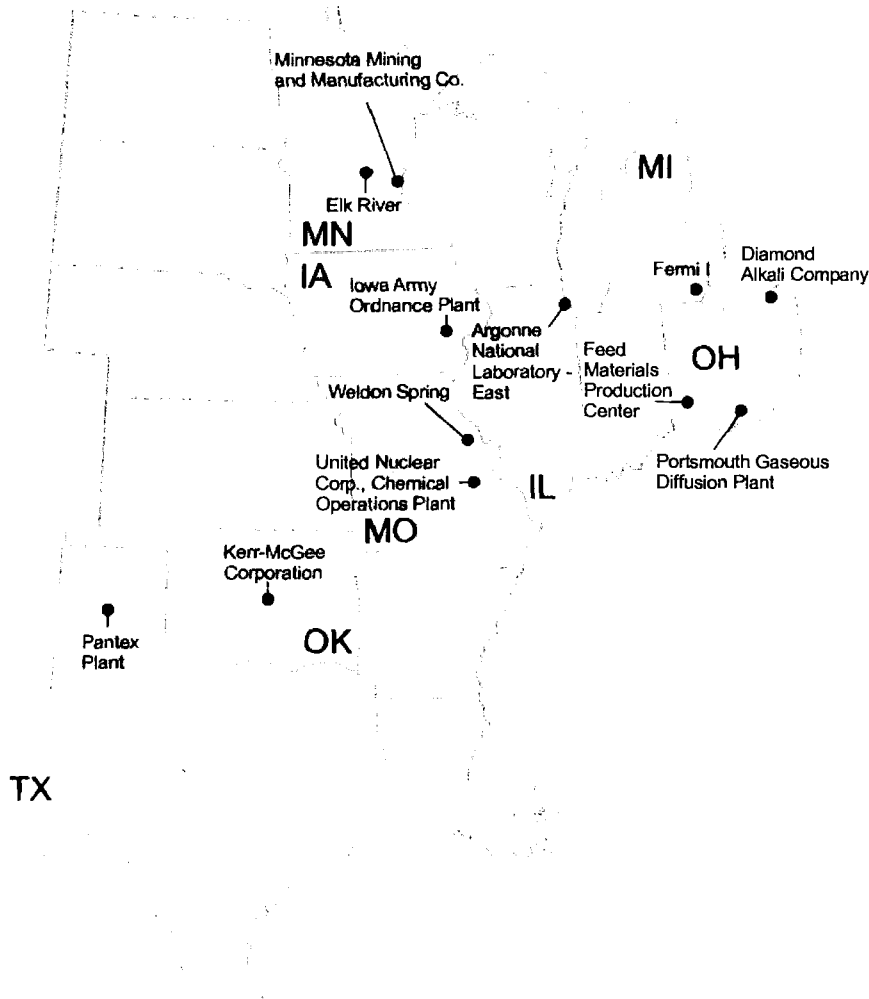 Minnesota Mining
and Manufacturing Co.
MI
Elk River
MN
Diamond
Alkali Company
Fermi I
IA
Iowa Army
Ordnance Plant
Argonne
National
Laboratory -
East
Feed
Materials
Production
Center
OH
Weldon Spring
United Nuclear
Corp., Chemical
Operations Plant
Portsmouth Gaseous
Diffusion Plant
IL
MO
Kerr-McGee
Corporation
OK
Pantex
Plant
TX